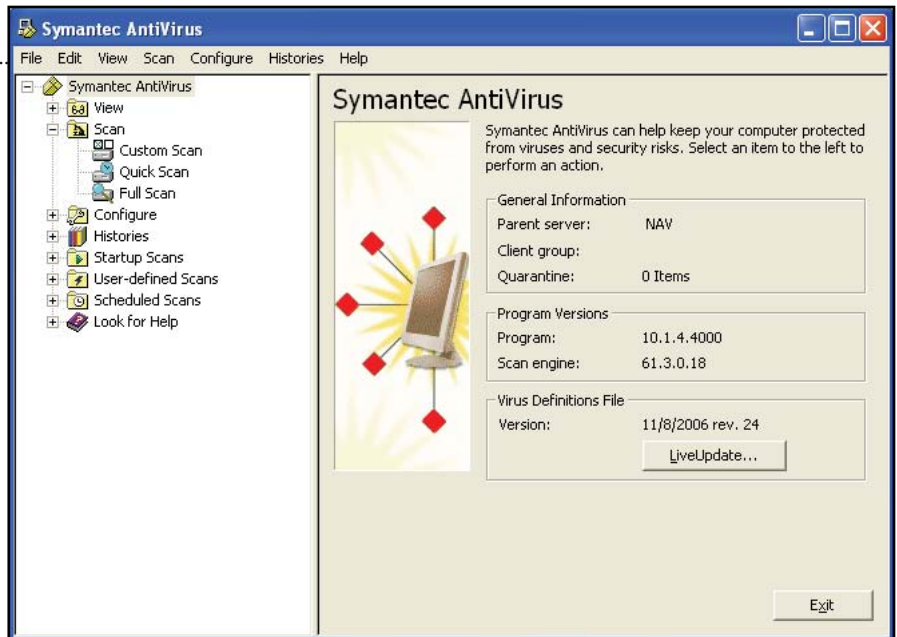 Symantec AntiVirus
File Edit View Scan Configure Histories Help
Symantec AntiVirus
View
Scan
Custom Scan
Quick Scan
Full Scan
Configure
Histories
Startup Scans
User-defined Scans
Scheduled Scans
Look for Help
Symantec AntiVirus
Symantec AntiVirus can help keep your computer protected
from viruses and security risks. Select an item to the left to
perform an action.
General Information
Parent server: NAV
Client group:
Quarantine: 0 Items
Program Versions
Program: 10.1.4.4000
Scan engine: 61.3.0.18
Virus Definitions File
Version: 11/8/2006 rev. 24
LiveUpdate...
Exit